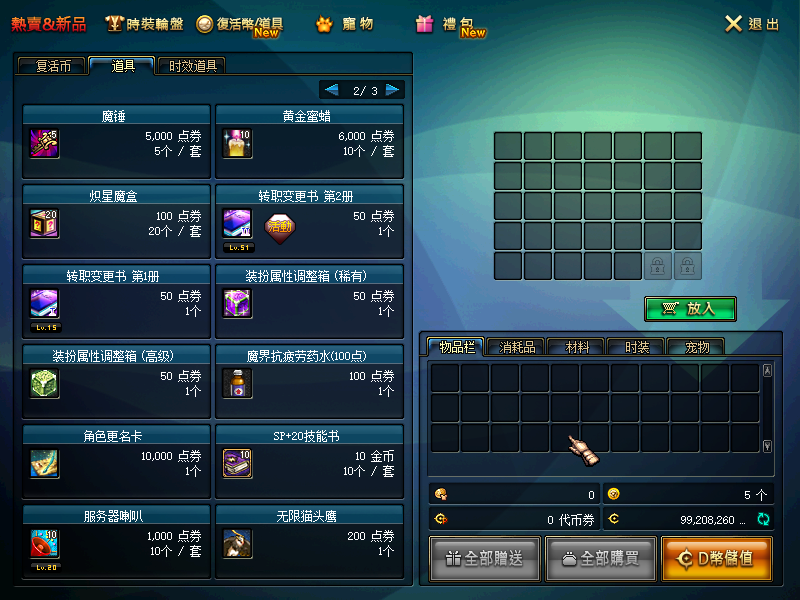 熱賣&新品
時裝輪盤
復活幣/道具
New
寵物
禮包
New
退出
复活币
道具
时效道具
2/ 3
魔锤
5
5,000 点券
5个 / 套
黄金蜜蜡
10
6,000 点券
10个 / 套
炽星魔盒
20
100 点券
20个 / 套
转职变更书 第2册
II
Lv.51
活動
50 点券
1个
转职变更书 第1册
I
Lv.15
50 点券
1个
装扮属性调整箱 (稀有)
50 点券
1个
装扮属性调整箱 (高级)
50 点券
1个
魔界抗疲劳药水(100点)
100 点券
1个
角色更名卡
10,000 点券
1个
SP+20技能书
10
10 金币
10个 / 套
服务器喇叭
10
Lv.20
1,000 点券
10个 / 套
无限猫头鹰
200 点券
1个
放入
物品栏
消耗品
材料
时装
宠物
0
5 个
0 代币券
99,208,260 ...
全部贈送
全部購買
D幣儲值